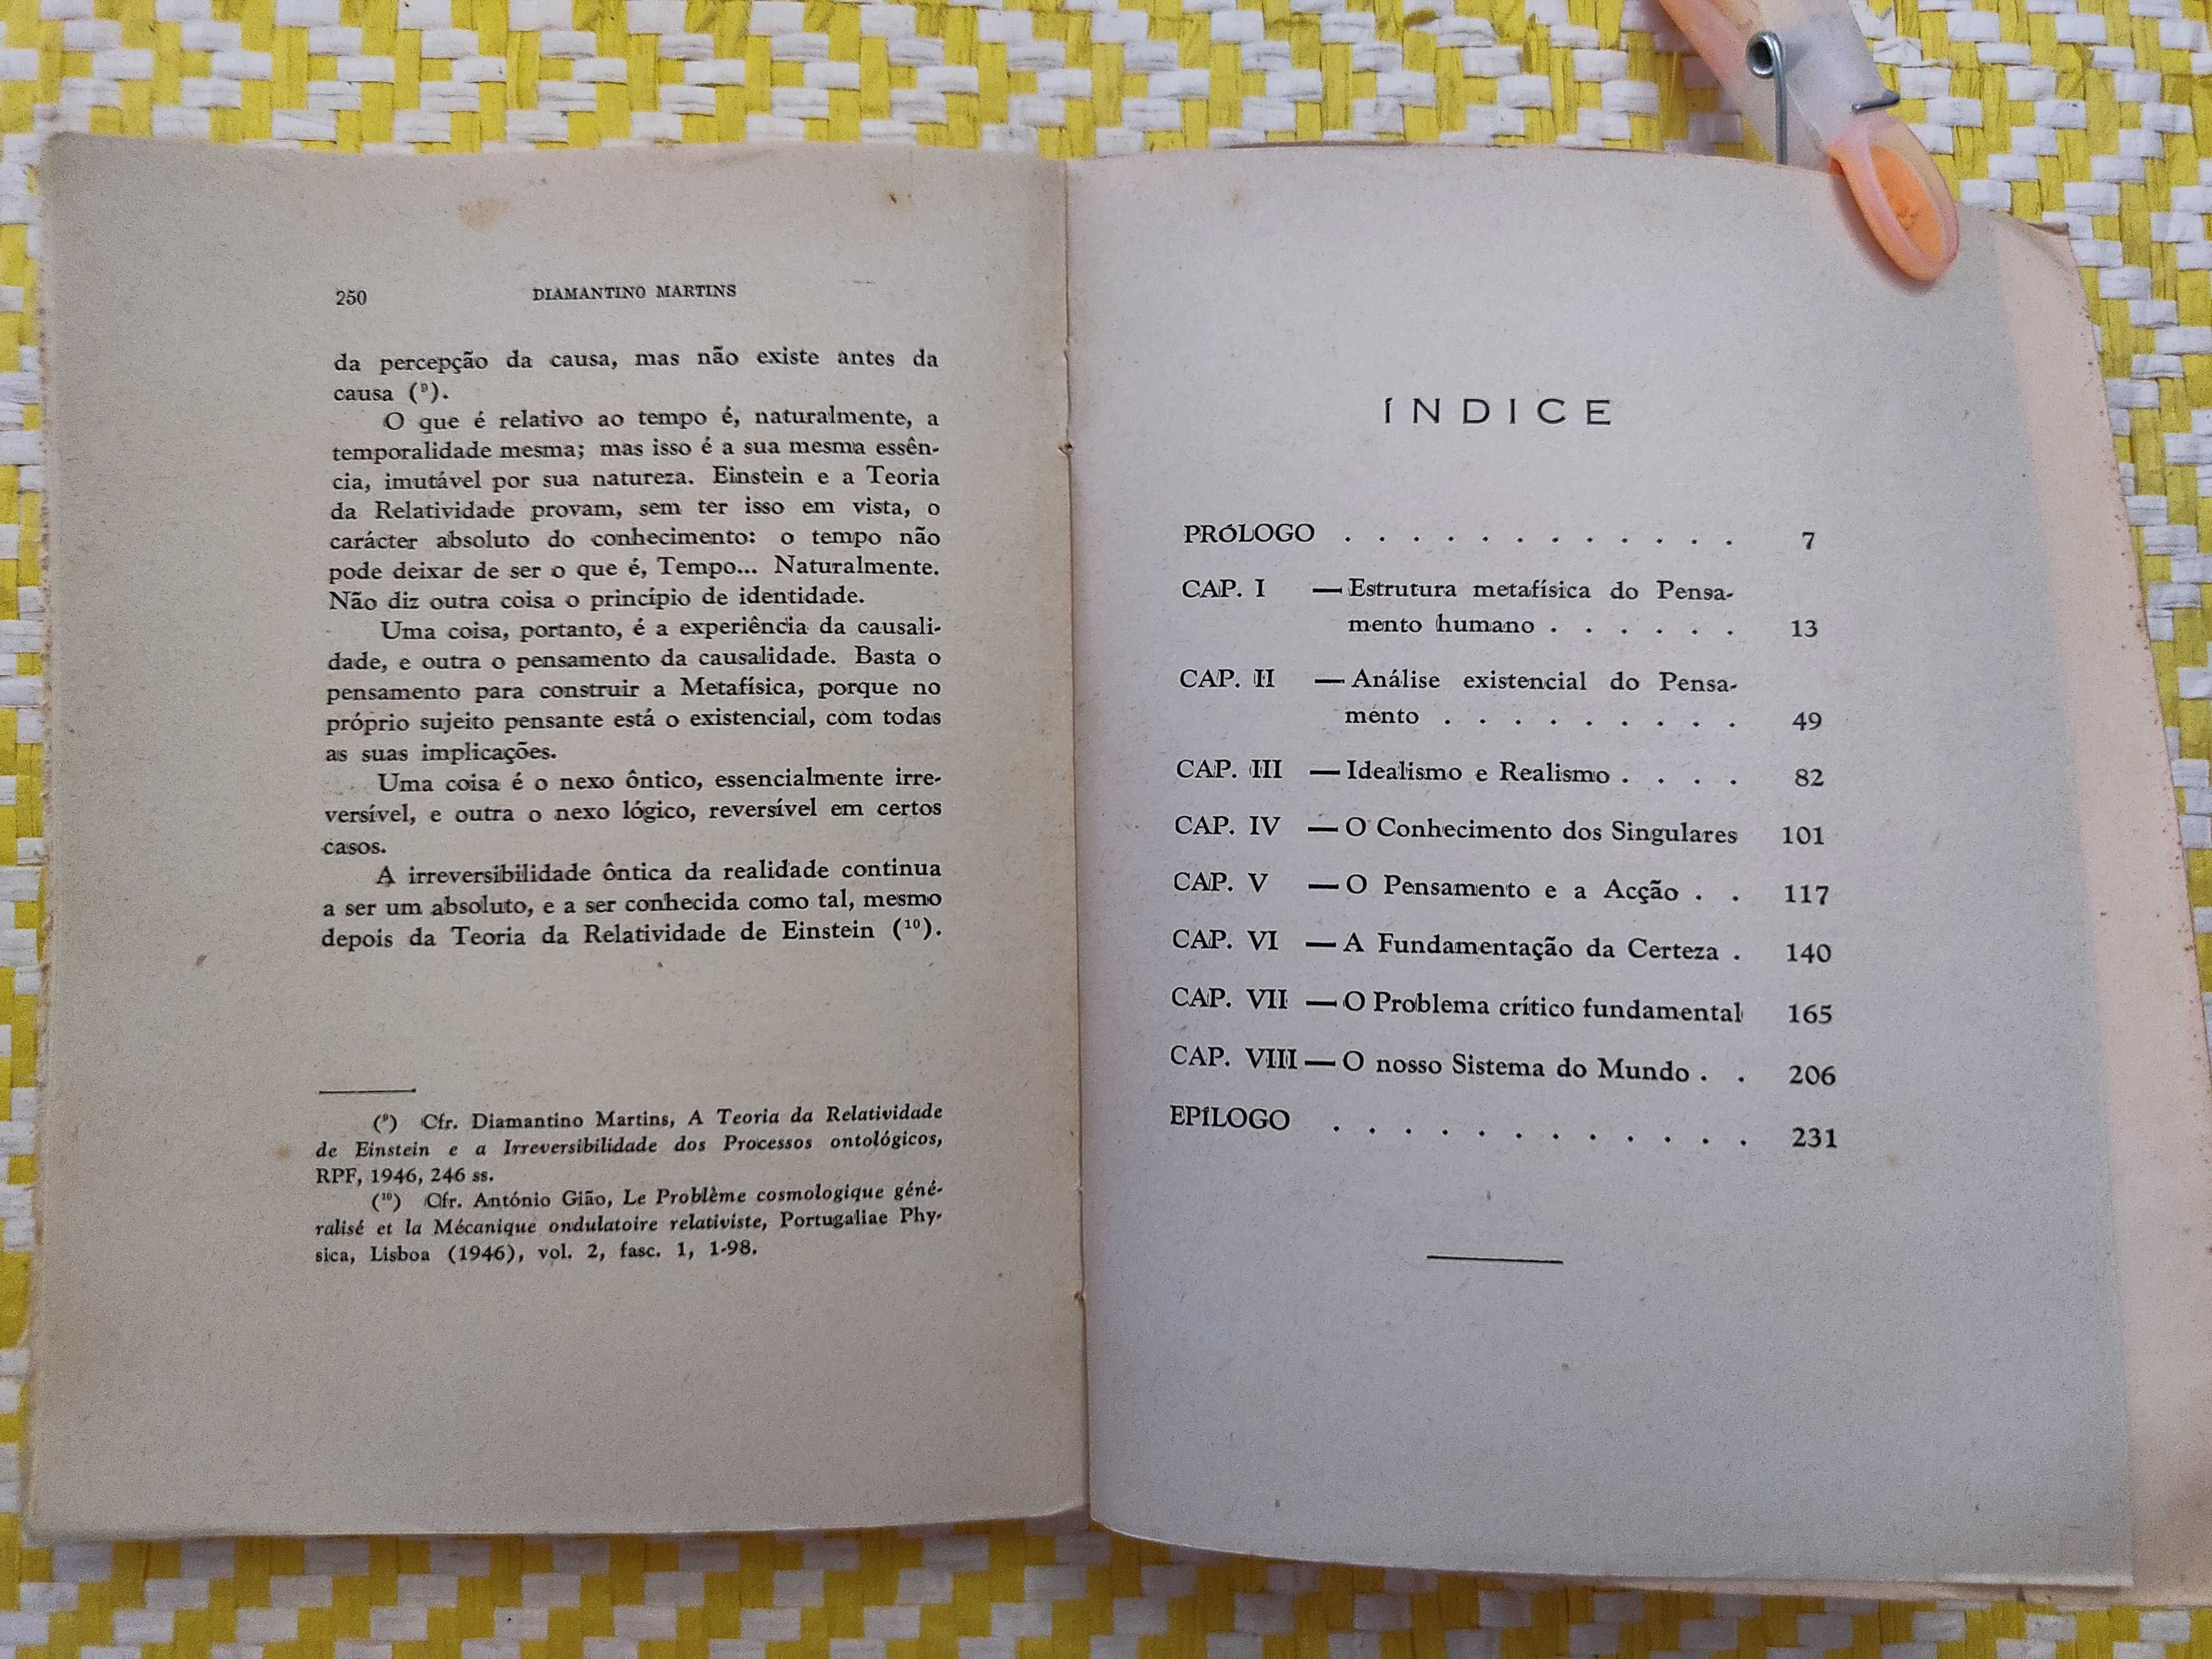 250 DIAMANTINO MARTINS
da percepção da causa, mas não existe antes da
causa (⁹).
O que é relativo ao tempo é, naturalmente, a
temporalidade mesma; mas isso é a sua mesma essên-
cia, imutável por sua natureza. Einstein e a Teoria
da Relatividade provam, sem ter isso em vista, o
carácter absoluto do conhecimento: o tempo não
pode deixar de ser o que é, Tempo... Naturalmente.
Não diz outra coisa o princípio de identidade.
Uma coisa, portanto, é a experiência da causali-
dade, e outra o pensamento da causalidade. Basta o
pensamento para construir a Metafísica, porque no
próprio sujeito pensante está o existencial, com todas
as suas implicações.
Uma coisa é o nexo ôntico, essencialmente irre-
versível, e outra o nexo lógico, reversível em certos
casos.
A irreversibilidade ôntica da realidade continua
a ser um absoluto, e a ser conhecida como tal, mesmo
depois da Teoria da Relatividade de Einstein (¹⁰).
(⁹) Cfr. Diamantino Martins, A Teoria da Relatividade
de Einstein e a Irreversibilidade dos Processos ontológicos,
RPF, 1946, 246 ss.
(¹⁰) Cfr. António Gião, Le Problème cosmologique géné-
ralisé et la Mécanique ondulatoire relativiste, Portugaliae Phy-
sica, Lisboa (1946), vol. 2, fasc. 1, 1-98.
ÍNDICE
PRÓLOGO . . . . . . . . . . . . 7
CAP. I — Estrutura metafísica do Pensa-
mento humano . . . . . . 13
CAP. II — Análise existencial do Pensa-
mento . . . . . . . . . 49
CAP. III — Idealismo e Realismo . . . . 82
CAP. IV — O Conhecimento dos Singulares 101
CAP. V — O Pensamento e a Acção . . 117
CAP. VI — A Fundamentação da Certeza . 140
CAP. VII — O Problema crítico fundamental 165
CAP. VIII — O nosso Sistema do Mundo . . 206
EPÍLOGO . . . . . . . . . . . . 231